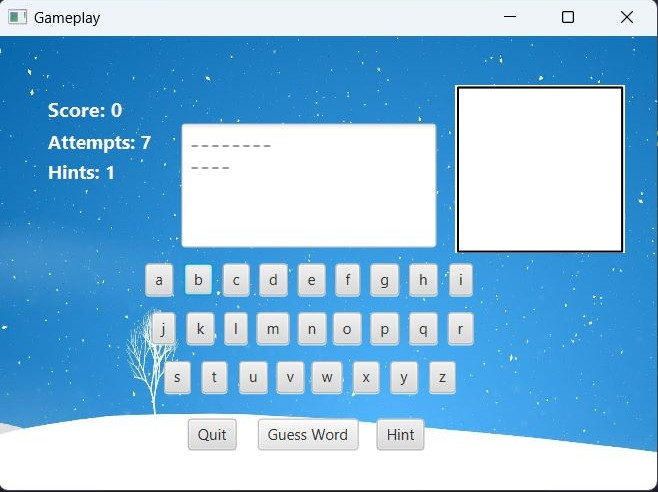 Gameplay
Score: 0
Attempts: 7
Hints: 1
--------
----
a b c d e f g h i
j k l m n o p q r
s t u v w x y z
Quit Guess Word Hint